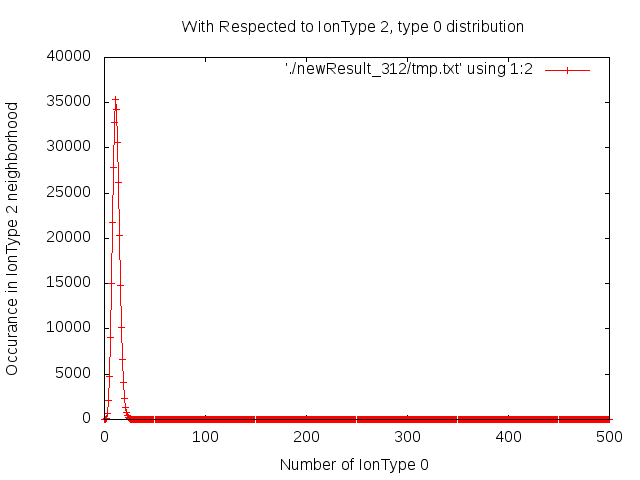 With Respected to IonType 2, type 0 distribution
'./newResult_312/tmp.txt' using 1:2
Occurance in IonType 2 neighborhood
40000
35000
30000
25000
20000
15000
10000
5000
0
0 100 200 300 400 500
Number of IonType 0